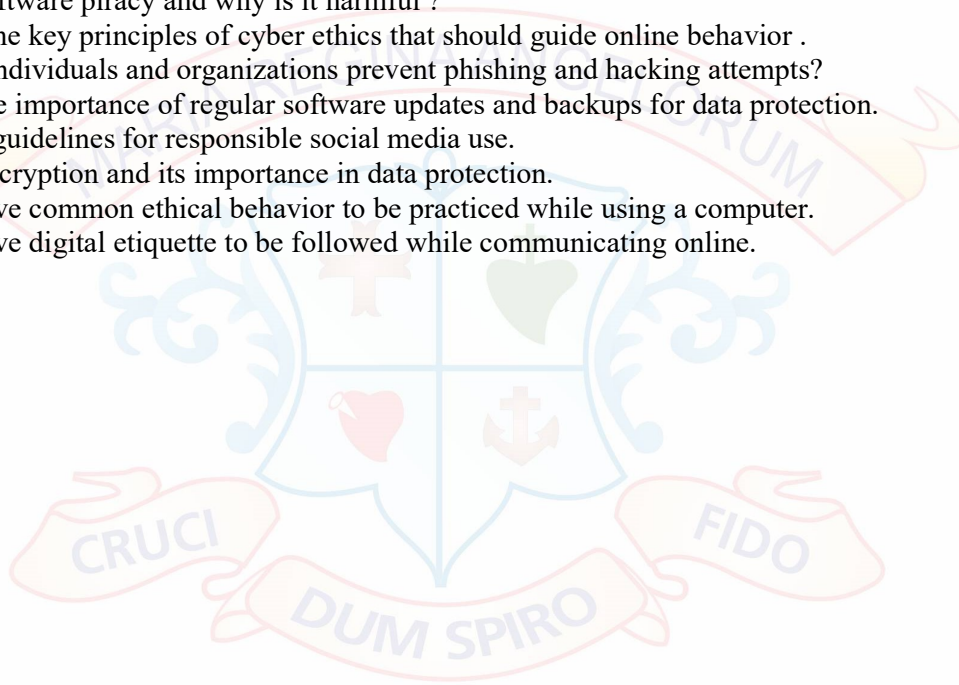 ftware piracy and why is it harmful ?
he key principles of cyber ethics that should guide online behavior .
ndividuals and organizations prevent phishing and hacking attempts?
e importance of regular software updates and backups for data protection.
guidelines for responsible social media use.
cryption and its importance in data protection.
ve common ethical behavior to be practiced while using a computer.
ve digital etiquette to be followed while communicating online.
MARIA REGINA ANGELORUM
CRUCI
DUM SPIRO
FIDO